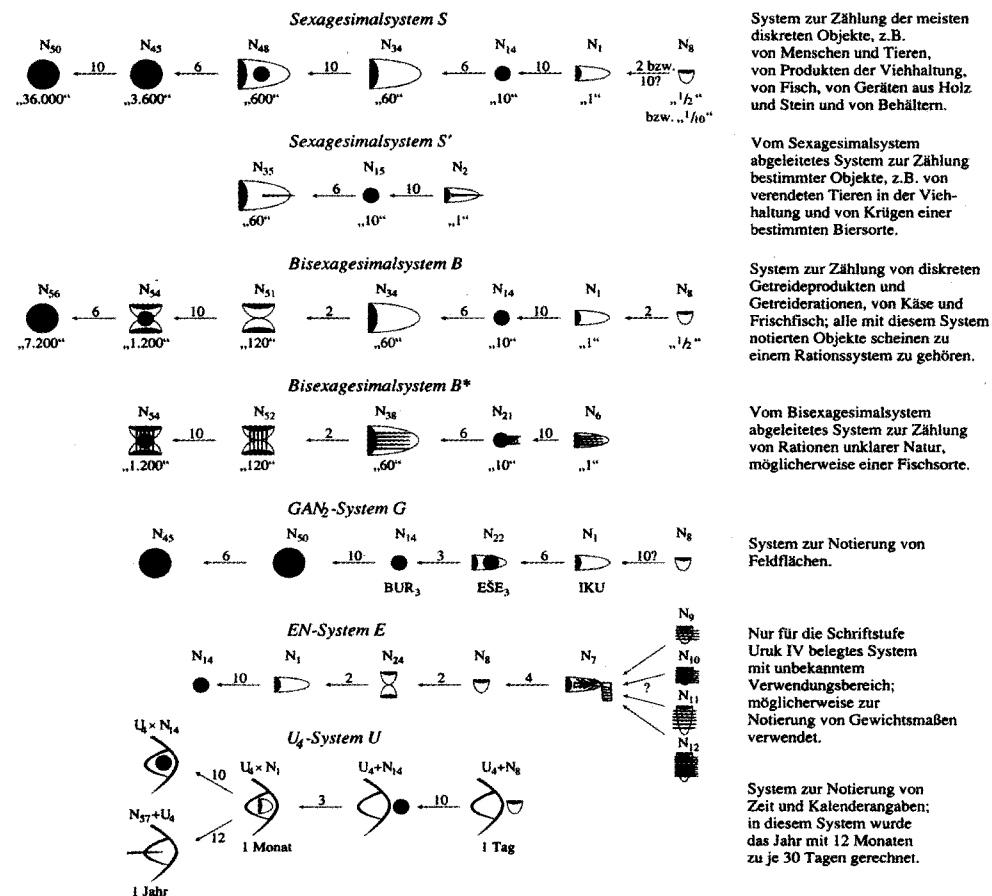 Sexagesimalsystem S
N50 N45 N48 N34 N14 N1 N8
10 6 10 6 10 2 bzw. 10?
„36.000“ „3.600“ „600“ „60“ „10“ „1“ „1/2“
bzw. „1/10“
System zur Zählung der meisten
diskreten Objekte, z.B.
von Menschen und Tieren,
von Produkten der Viehhaltung,
von Fisch, von Geräten aus Holz
und Stein und von Behältern.
Sexagesimalsystem S'
N35 N15 N2
6 10
„60“ „10“ „1“
Vom Sexagesimalsystem
abgeleitetes System zur Zählung
bestimmter Objekte, z.B. von
verendeten Tieren in der Vieh-
haltung und von Krügen einer
bestimmten Biersorte.
Bisexagesimalsystem B
N56 N54 N51 N34 N14 N1 N8
6 10 2 6 10 2
„7.200“ „1.200“ „120“ „60“ „10“ „1“ „1/2“
System zur Zählung von diskreten
Getreideprodukten und
Getreiderationen, von Käse und
Frischfisch; alle mit diesem System
notierten Objekte scheinen zu
einem Rationssystem zu gehören.
Bisexagesimalsystem B*
N54 N52 N38 N21 N6
10 2 6 10
„1.200“ „120“ „60“ „10“ „1“
Vom Bisexagesimalsystem
abgeleitetes System zur Zählung
von Rationen unklarer Natur,
möglicherweise einer Fischsorte.
GAN2-System G
N45 N50 N14 N22 N1 N8
6 10 3 6 10?
BUR3 EŠE3 IKU
System zur Notierung von
Feldflächen.
EN-System E
N14 N1 N24 N8 N7 N9
N10
N11
N12
10 2 2 4 ?
Nur für die Schriftstufe
Uruk IV belegtes System
mit unbekanntem
Verwendungsbereich;
möglicherweise zur
Notierung von Gewichtsmaßen
verwendet.
U4-System U
U4 × N14
10
U4 × N1 U4+N14 U4+N8
3 10
N57+U4
12
1 Monat 1 Tag
1 Jahr
System zur Notierung von
Zeit und Kalenderangaben;
in diesem System wurde
das Jahr mit 12 Monaten
zu je 30 Tagen gerechnet.